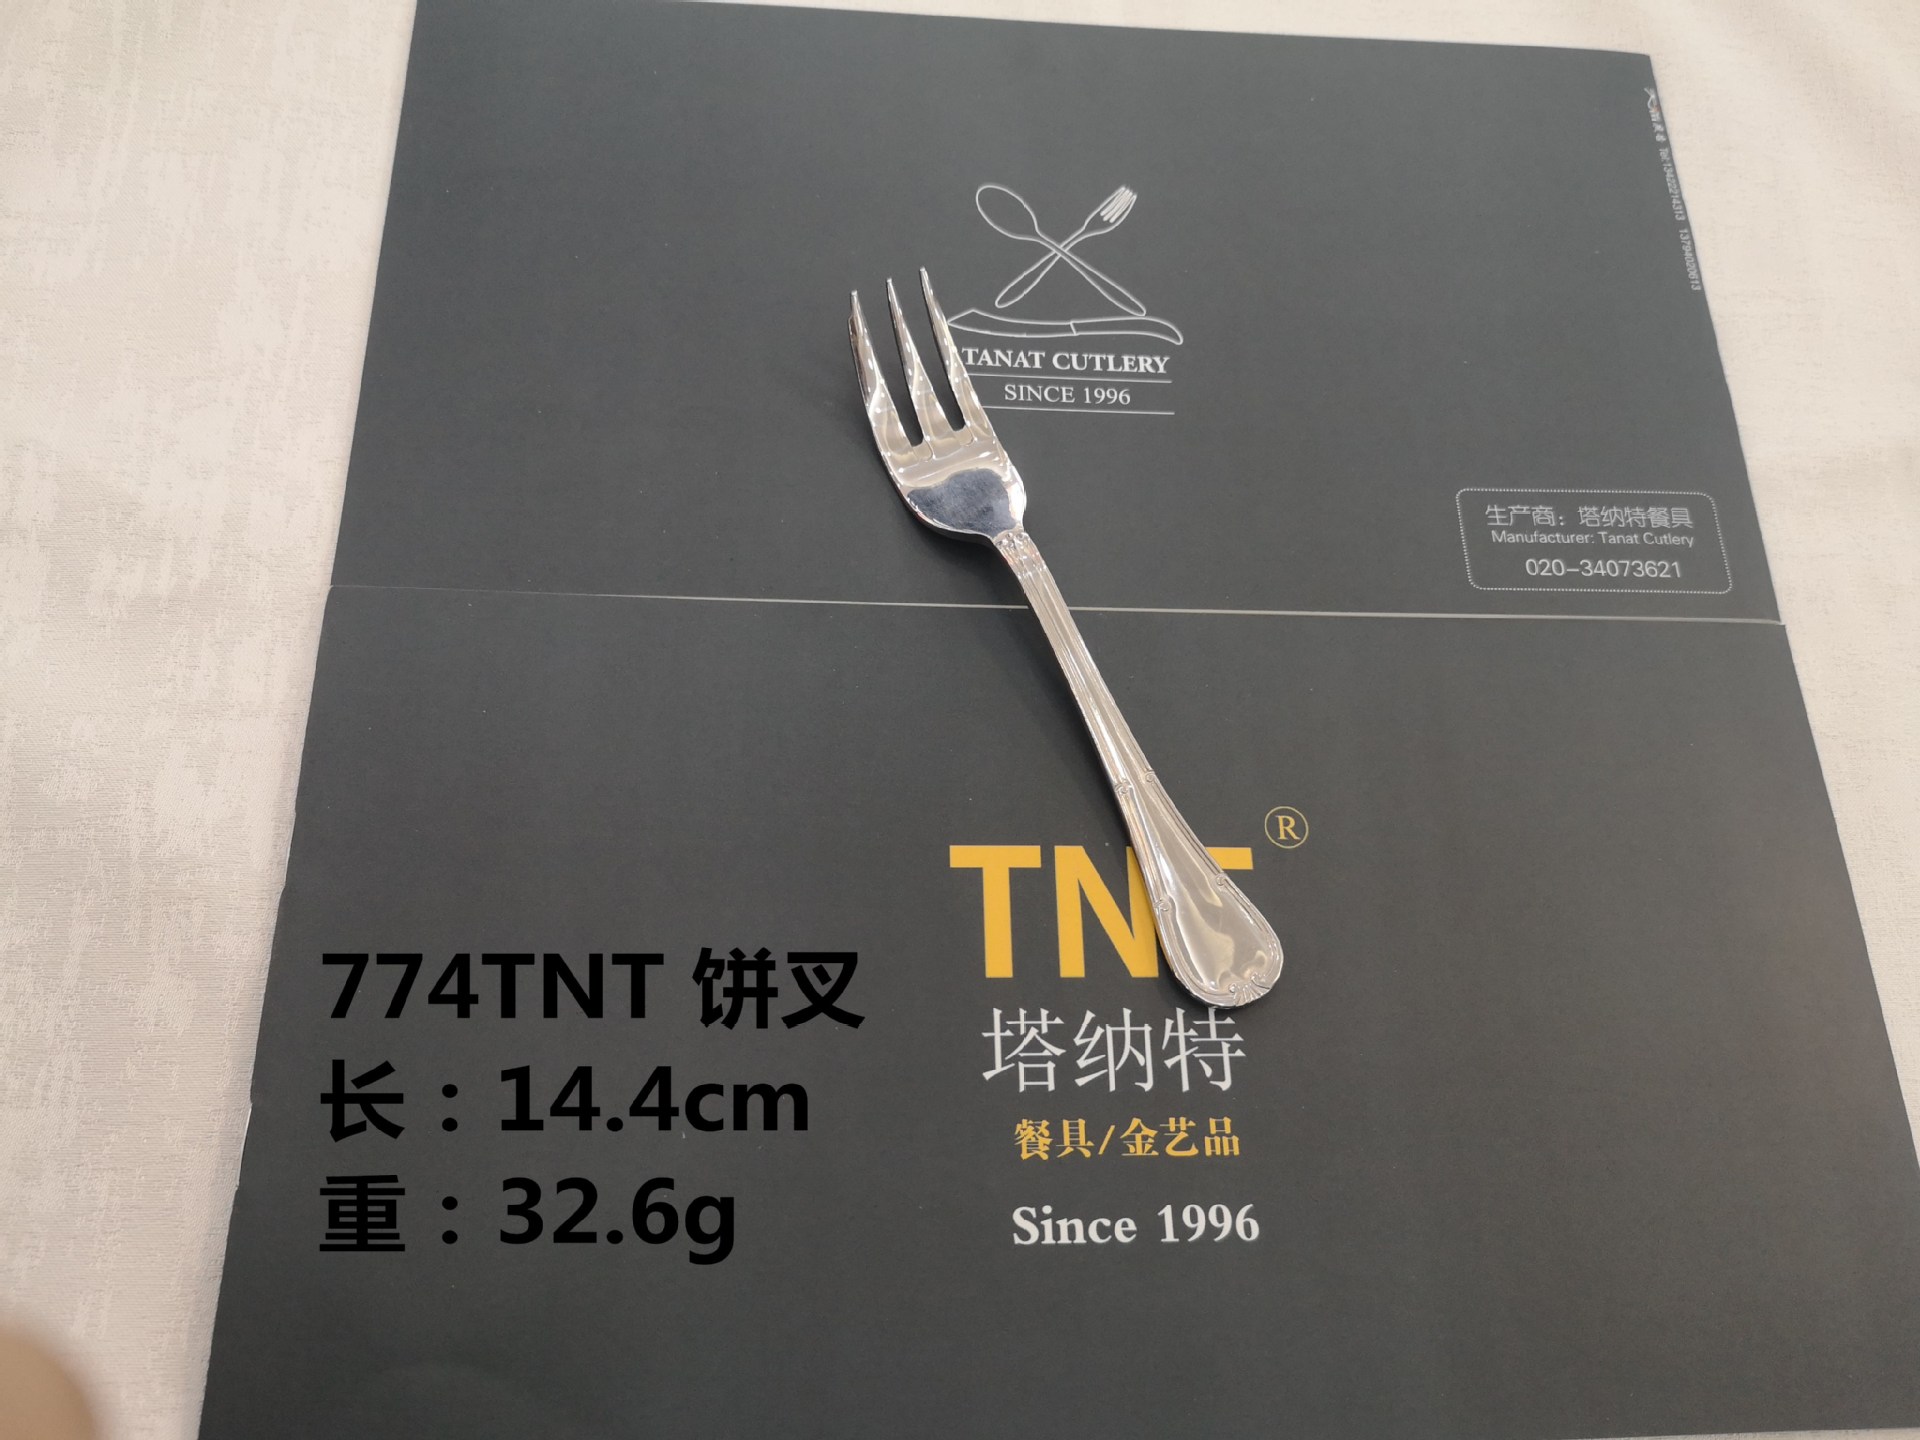 TANAT CUTLERY
SINCE 1996
生产商：塔纳特餐具
Manufacturer: Tanat Cutlery
020-34073621
TNT®
塔纳特
餐具/金艺品
Since 1996
774TNT 饼叉
长：14.4cm
重：32.6g